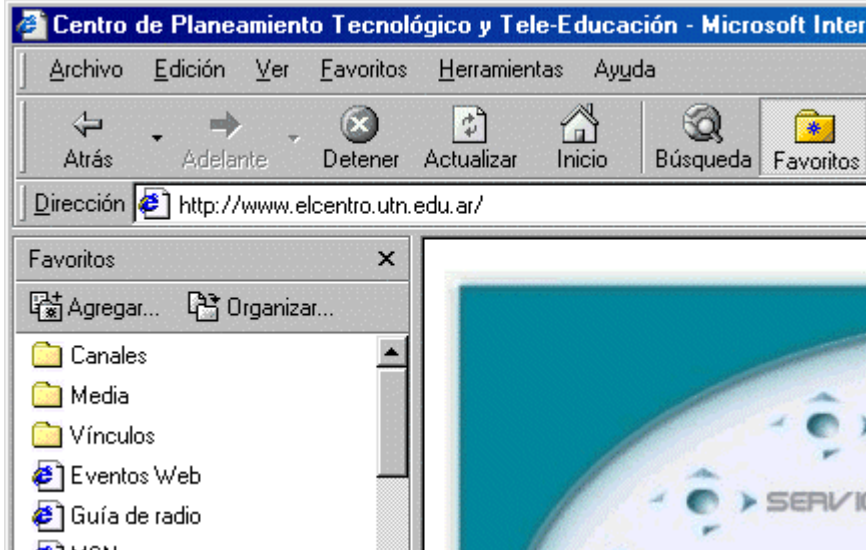 Centro de Planeamiento Tecnológico y Tele-Educación - Microsoft Inter
Archivo Edición Ver Favoritos Herramientas Ayuda
Atrás Adelante Detener Actualizar Inicio Búsqueda Favoritos
Dirección http://www.elcentro.utn.edu.ar/
Favoritos
Agregar... Organizar...
Canales
Media
Vínculos
Eventos Web
Guía de radio
MSN
SERVIC